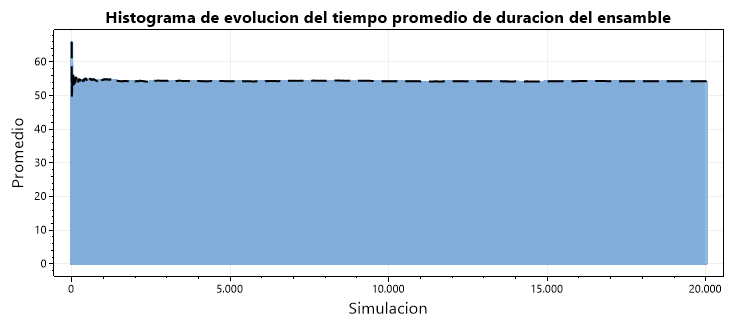 Histograma de evolucion del tiempo promedio de duracion del ensamble
60
50
40
30
20
10
0
Promedio
0 5.000 10.000 15.000 20.000
Simulacion